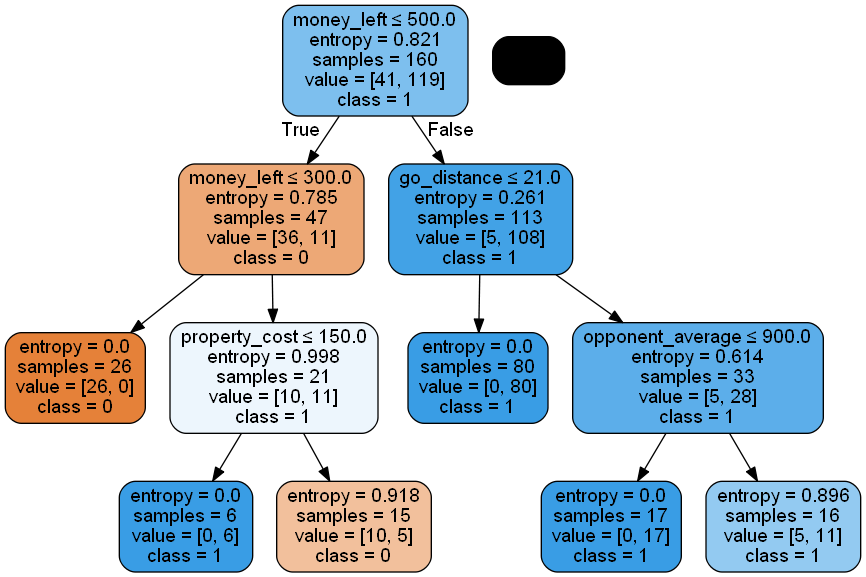 money_left ≤ 500.0
entropy = 0.821
samples = 160
value = [41, 119]
class = 1
True
False
money_left ≤ 300.0
entropy = 0.785
samples = 47
value = [36, 11]
class = 0
go_distance ≤ 21.0
entropy = 0.261
samples = 113
value = [5, 108]
class = 1
entropy = 0.0
samples = 26
value = [26, 0]
class = 0
property_cost ≤ 150.0
entropy = 0.998
samples = 21
value = [10, 11]
class = 1
entropy = 0.0
samples = 80
value = [0, 80]
class = 1
opponent_average ≤ 900.0
entropy = 0.614
samples = 33
value = [5, 28]
class = 1
entropy = 0.0
samples = 6
value = [0, 6]
class = 1
entropy = 0.918
samples = 15
value = [10, 5]
class = 0
entropy = 0.0
samples = 17
value = [0, 17]
class = 1
entropy = 0.896
samples = 16
value = [5, 11]
class = 1